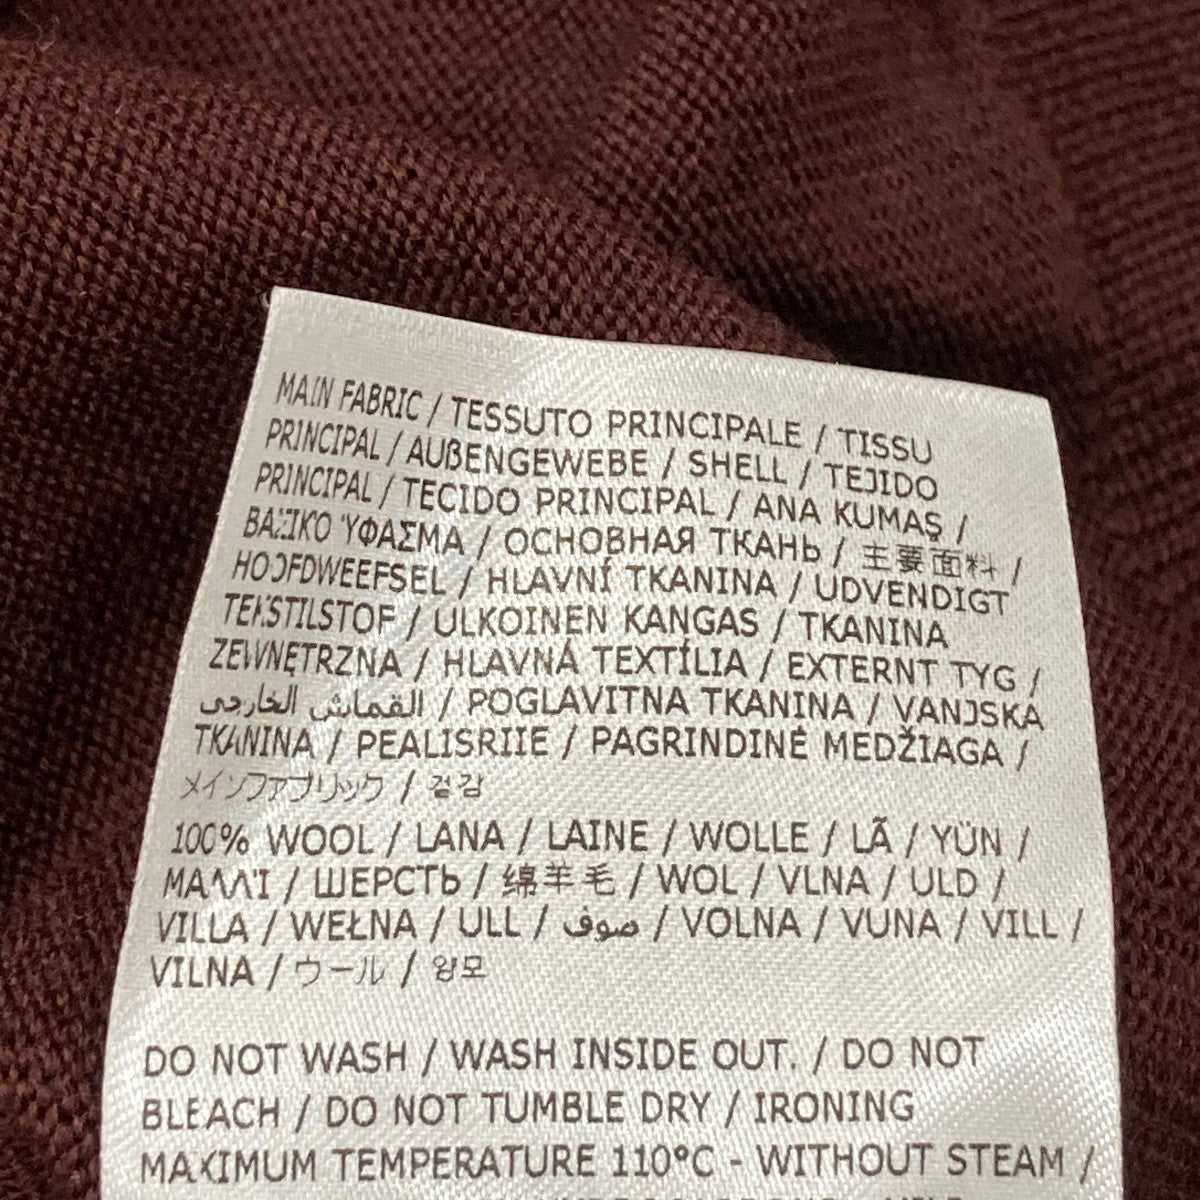 MAIN FABRIC / TESSUTO PRINCIPALE / TISSU
PRINCIPAL / AUßENGEWEBE / SHELL / TEJIDO
PRINCIPAL / TECIDO PRINCIPAL / ANA KUMAŞ /
ΒΑΣΙΚΟ ΎΦΑΣΜΑ / ОСНОВНАЯ ТКАНЬ / 主要面料 /
HOOFDWEEFSEL / HLAVNÍ TKANINA / UDVENDIGT
TEKSTILSTOF / ULKOINEN KANGAS / TKANINA
ZEWNĘTRZNA / HLAVNÁ TEXTÍLIA / EXTERNT TYG /
القماش الخارجي / POGLAVITNA TKANINA / VANJSKA
TKANINA / PEALISRIIE / PAGRINDINĖ MEDŽIAGA /
メインファブリック / 겉감
100% WOOL / LANA / LAINE / WOLLE / LÃ / YÜN /
ΜΑΛΛΊ / ШЕРСТЬ / 绵羊毛 / WOL / VLNA / ULD /
VILLA / WEŁNA / ULL / صوف / VOLNA / VUNA / VILL /
VILNA / ウール / 양모
DO NOT WASH / WASH INSIDE OUT. / DO NOT
BLEACH / DO NOT TUMBLE DRY / IRONING
MAXIMUM TEMPERATURE 110°C - WITHOUT STEAM /